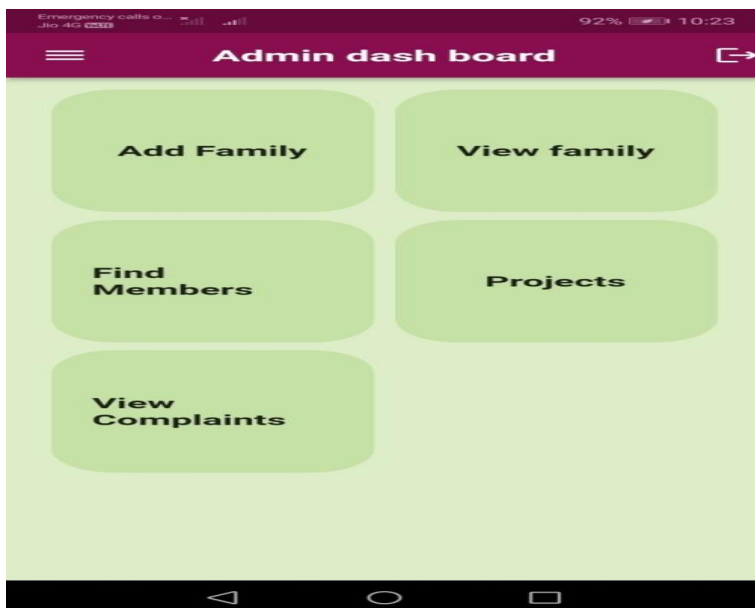 Emergency calls o...
Jio 4G VoLTE
92% 10:23
Admin dash board
Add Family
View family
Find
Members
Projects
View
Complaints